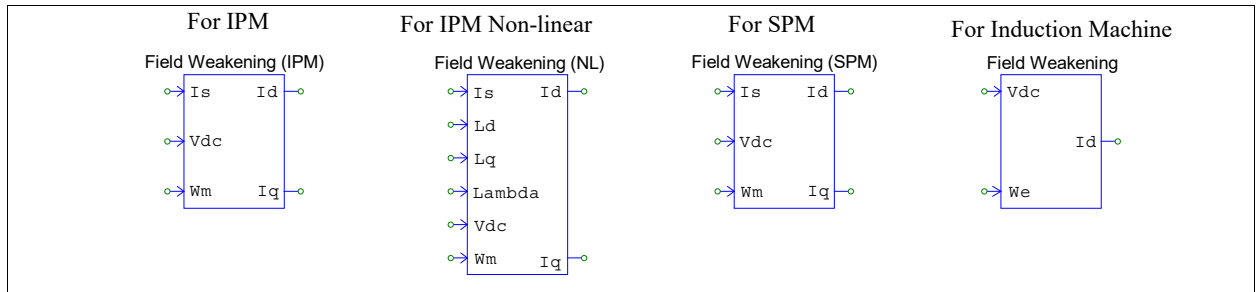 For IPM
Field Weakening (IPM)
Is Id
Vdc
Wm Iq
For IPM Non-linear
Field Weakening (NL)
Is Id
Ld
Lq
Lambda
Vdc
Wm Iq
For SPM
Field Weakening (SPM)
Is Id
Vdc
Wm Iq
For Induction Machine
Field Weakening
Vdc
Id
We